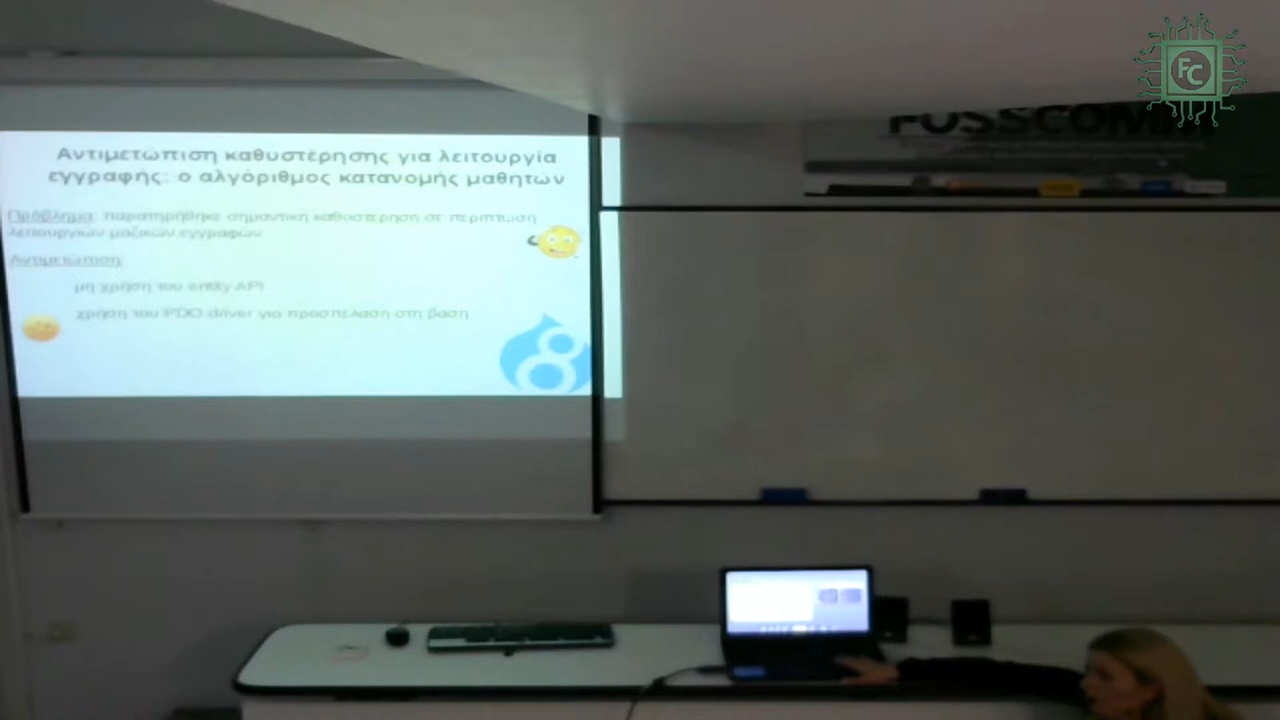 Αντιμετώπιση καθυστέρησης για λειτουργία
εγγραφής: ο αλγόριθμος κατανομής μαθητών
Πρόβλημα: παρατηρήθηκε σημαντική καθυστέρηση σε περίπτωση
λειτουργιών μαζικών εγγραφών
Αντιμετώπιση:
μη χρήση του entity API
χρήση του PDO driver για προσπέλαση στη βάση
FC
FOSSCOMM